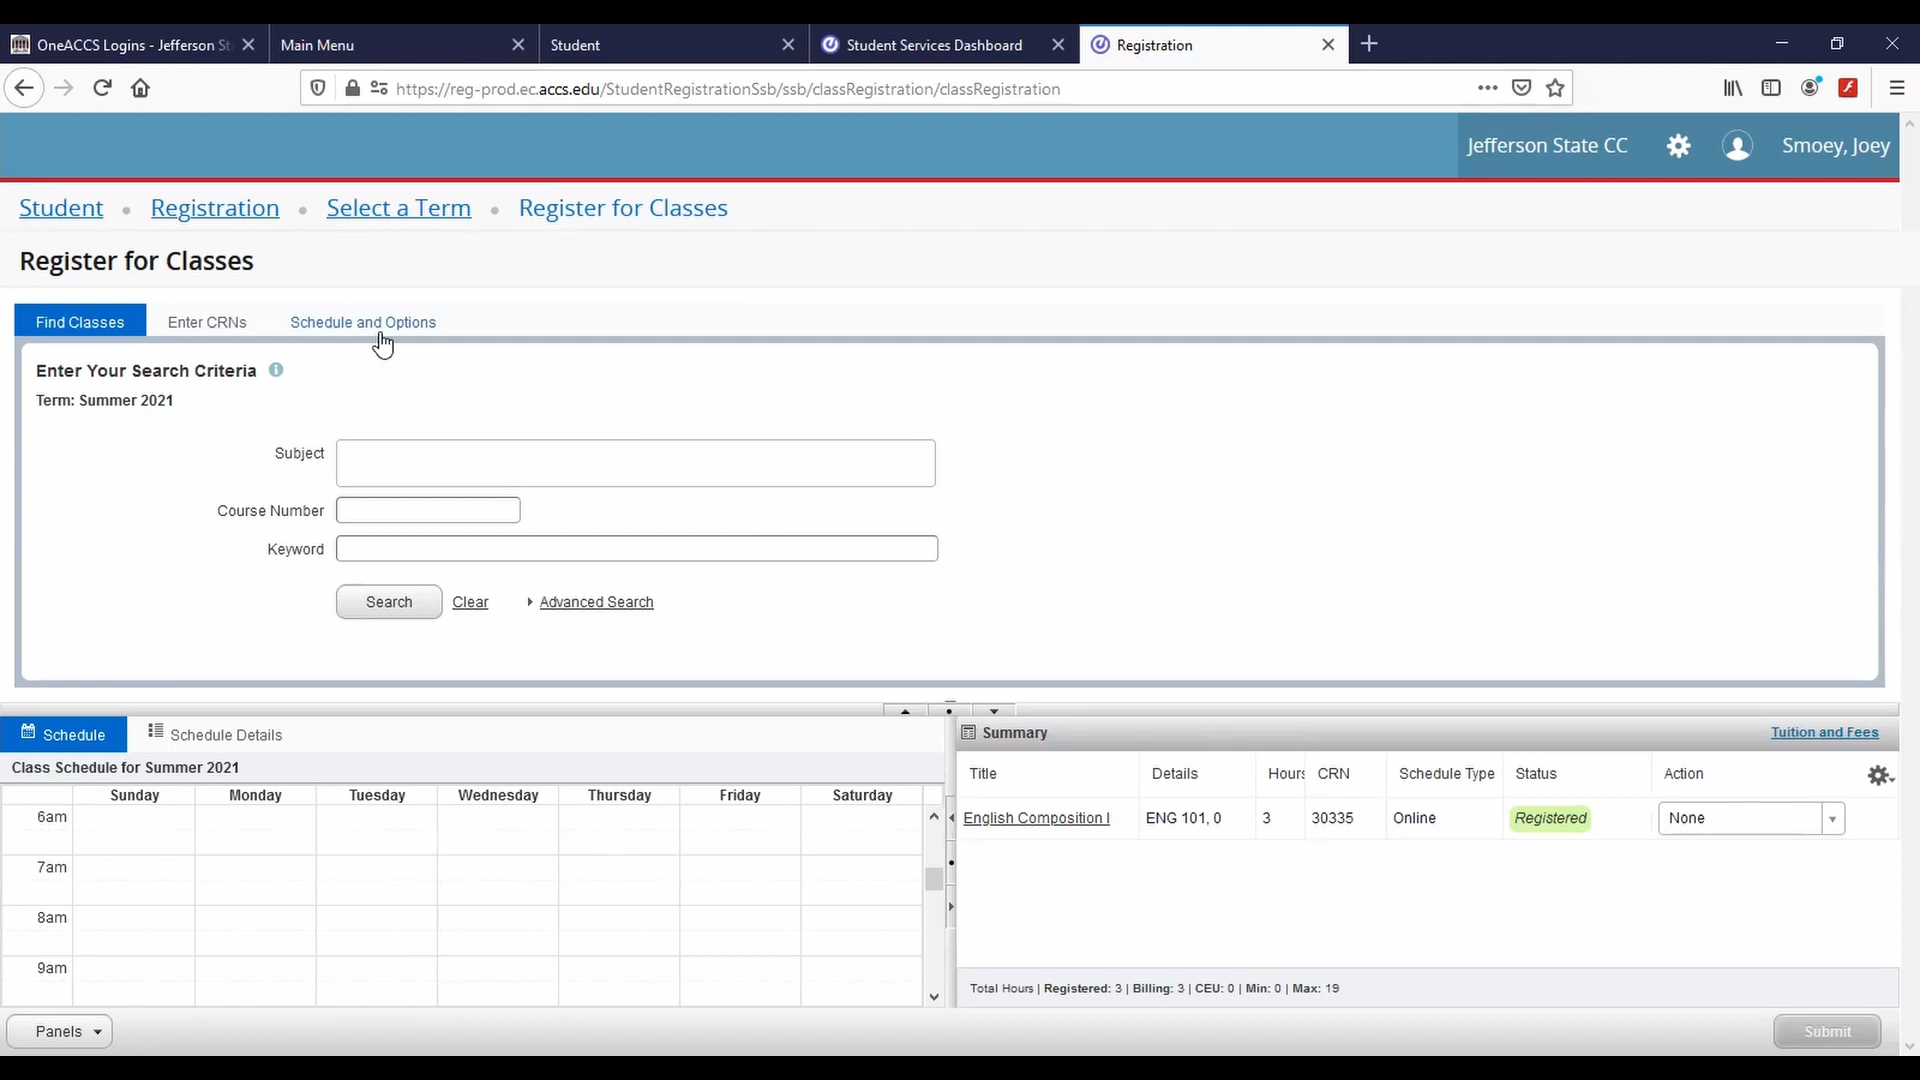 OneACCS Logins - Jefferson St
Main Menu
Student
Student Services Dashboard
Registration
https://reg-prod.ec.accs.edu/StudentRegistrationSsb/ssb/classRegistration/classRegistration
Jefferson State CC
Smoey, Joey
Student • Registration • Select a Term • Register for Classes
Register for Classes
Find Classes
Enter CRNs
Schedule and Options
Enter Your Search Criteria
Term: Summer 2021
Subject
Course Number
Keyword
Search
Clear
Advanced Search
Schedule
Schedule Details
Class Schedule for Summer 2021
Sunday Monday Tuesday Wednesday Thursday Friday Saturday
6am
7am
8am
9am
Summary
Tuition and Fees
Title Details Hours CRN Schedule Type Status Action
English Composition I ENG 101, 0 3 30335 Online Registered None
Total Hours | Registered: 3 | Billing: 3 | CEU: 0 | Min: 0 | Max: 19
Panels
Submit